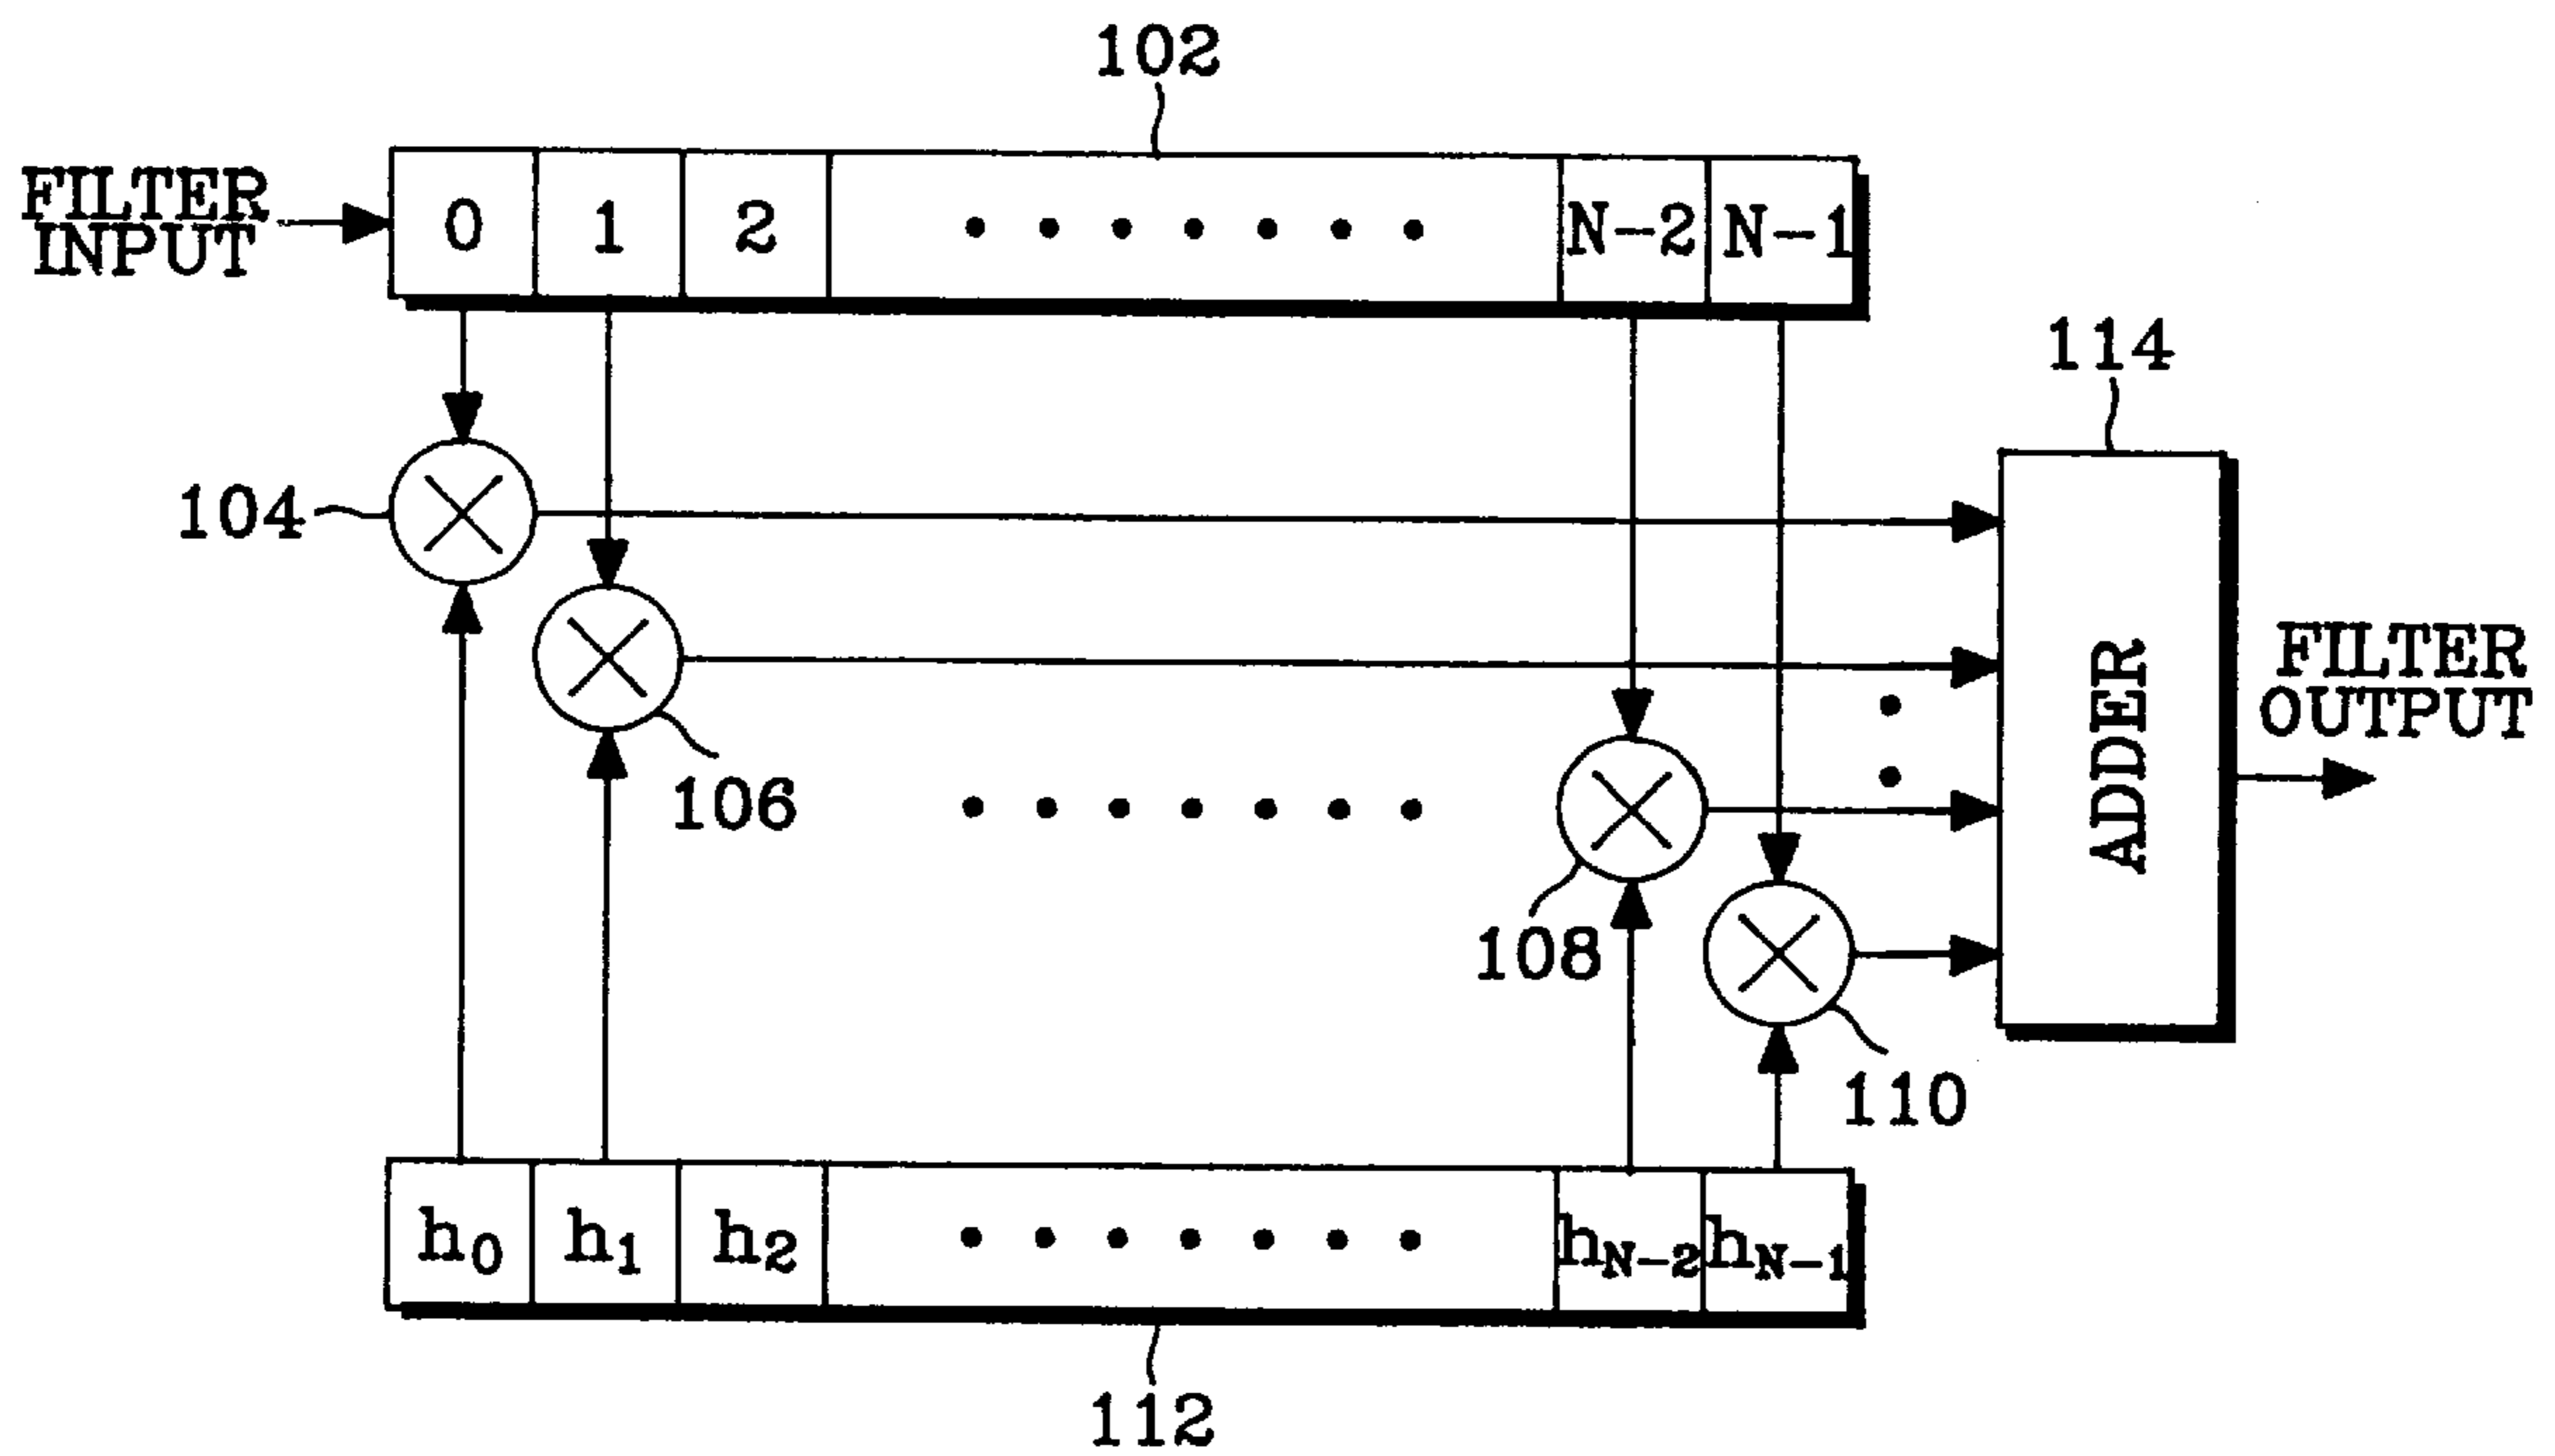 102
FILTER
INPUT
0 1 2 N-2 N-1
114
104
106
ADDER
FILTER
OUTPUT
108
110
h0 h1 h2 hN-2 hN-1
112